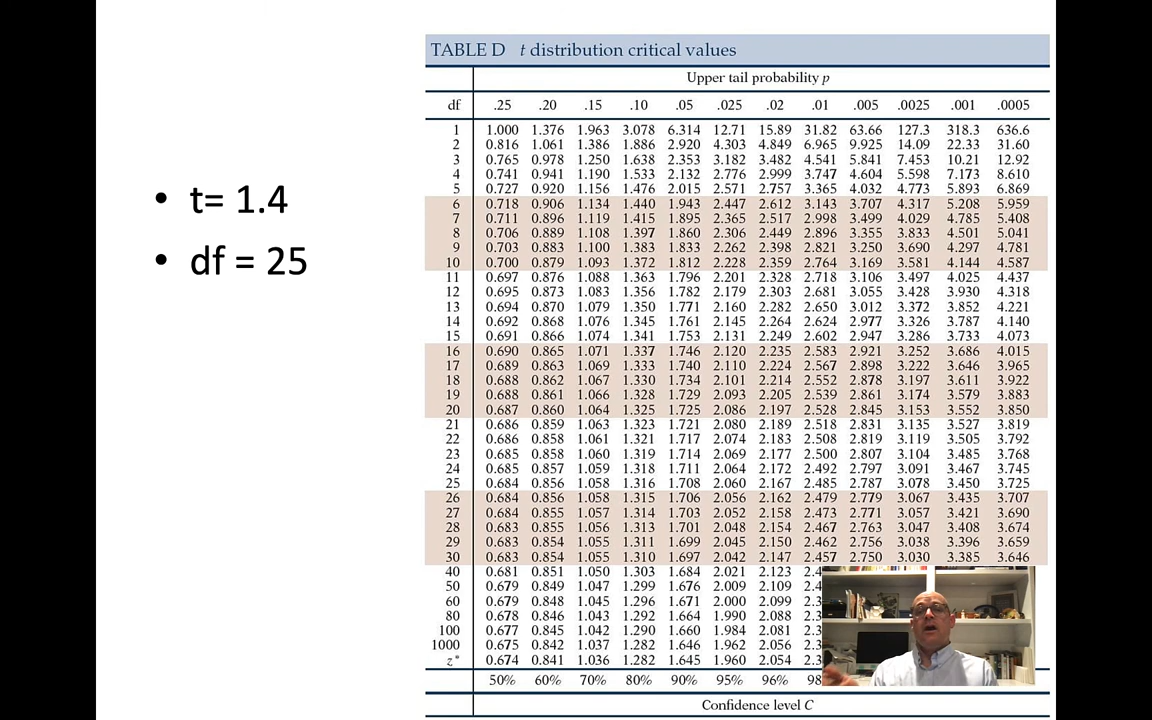 • t= 1.4
• df = 25
TABLE D t distribution critical values
Upper tail probability p
df .25 .20 .15 .10 .05 .025 .02 .01 .005 .0025 .001 .0005
1 1.000 1.376 1.963 3.078 6.314 12.71 15.89 31.82 63.66 127.3 318.3 636.6
2 0.816 1.061 1.386 1.886 2.920 4.303 4.849 6.965 9.925 14.09 22.33 31.60
3 0.765 0.978 1.250 1.638 2.353 3.182 3.482 4.541 5.841 7.453 10.21 12.92
4 0.741 0.941 1.190 1.533 2.132 2.776 2.999 3.747 4.604 5.598 7.173 8.610
5 0.727 0.920 1.156 1.476 2.015 2.571 2.757 3.365 4.032 4.773 5.893 6.869
6 0.718 0.906 1.134 1.440 1.943 2.447 2.612 3.143 3.707 4.317 5.208 5.959
7 0.711 0.896 1.119 1.415 1.895 2.365 2.517 2.998 3.499 4.029 4.785 5.408
8 0.706 0.889 1.108 1.397 1.860 2.306 2.449 2.896 3.355 3.833 4.501 5.041
9 0.703 0.883 1.100 1.383 1.833 2.262 2.398 2.821 3.250 3.690 4.297 4.781
10 0.700 0.879 1.093 1.372 1.812 2.228 2.359 2.764 3.169 3.581 4.144 4.587
11 0.697 0.876 1.088 1.363 1.796 2.201 2.328 2.718 3.106 3.497 4.025 4.437
12 0.695 0.873 1.083 1.356 1.782 2.179 2.303 2.681 3.055 3.428 3.930 4.318
13 0.694 0.870 1.079 1.350 1.771 2.160 2.282 2.650 3.012 3.372 3.852 4.221
14 0.692 0.868 1.076 1.345 1.761 2.145 2.264 2.624 2.977 3.326 3.787 4.140
15 0.691 0.866 1.074 1.341 1.753 2.131 2.249 2.602 2.947 3.286 3.733 4.073
16 0.690 0.865 1.071 1.337 1.746 2.120 2.235 2.583 2.921 3.252 3.686 4.015
17 0.689 0.863 1.069 1.333 1.740 2.110 2.224 2.567 2.898 3.222 3.646 3.965
18 0.688 0.862 1.067 1.330 1.734 2.101 2.214 2.552 2.878 3.197 3.611 3.922
19 0.688 0.861 1.066 1.328 1.729 2.093 2.205 2.539 2.861 3.174 3.579 3.883
20 0.687 0.860 1.064 1.325 1.725 2.086 2.197 2.528 2.845 3.153 3.552 3.850
21 0.686 0.859 1.063 1.323 1.721 2.080 2.189 2.518 2.831 3.135 3.527 3.819
22 0.686 0.858 1.061 1.321 1.717 2.074 2.183 2.508 2.819 3.119 3.505 3.792
23 0.685 0.858 1.060 1.319 1.714 2.069 2.177 2.500 2.807 3.104 3.485 3.768
24 0.685 0.857 1.059 1.318 1.711 2.064 2.172 2.492 2.797 3.091 3.467 3.745
25 0.684 0.856 1.058 1.316 1.708 2.060 2.167 2.485 2.787 3.078 3.450 3.725
26 0.684 0.856 1.058 1.315 1.706 2.056 2.162 2.479 2.779 3.067 3.435 3.707
27 0.684 0.855 1.057 1.314 1.703 2.052 2.158 2.473 2.771 3.057 3.421 3.690
28 0.683 0.855 1.056 1.313 1.701 2.048 2.154 2.467 2.763 3.047 3.408 3.674
29 0.683 0.854 1.055 1.311 1.699 2.045 2.150 2.462 2.756 3.038 3.396 3.659
30 0.683 0.854 1.055 1.310 1.697 2.042 2.147 2.457 2.750 3.030 3.385 3.646
40 0.681 0.851 1.050 1.303 1.684 2.021 2.123 2.4
50 0.679 0.849 1.047 1.299 1.676 2.009 2.109 2.4
60 0.679 0.848 1.045 1.296 1.671 2.000 2.099 2.3
80 0.678 0.846 1.043 1.292 1.664 1.990 2.088 2.3
100 0.677 0.845 1.042 1.290 1.660 1.984 2.081 2.3
1000 0.675 0.842 1.037 1.282 1.646 1.962 2.056 2.3
z* 0.674 0.841 1.036 1.282 1.645 1.960 2.054 2.3
50% 60% 70% 80% 90% 95% 96% 98
Confidence level C